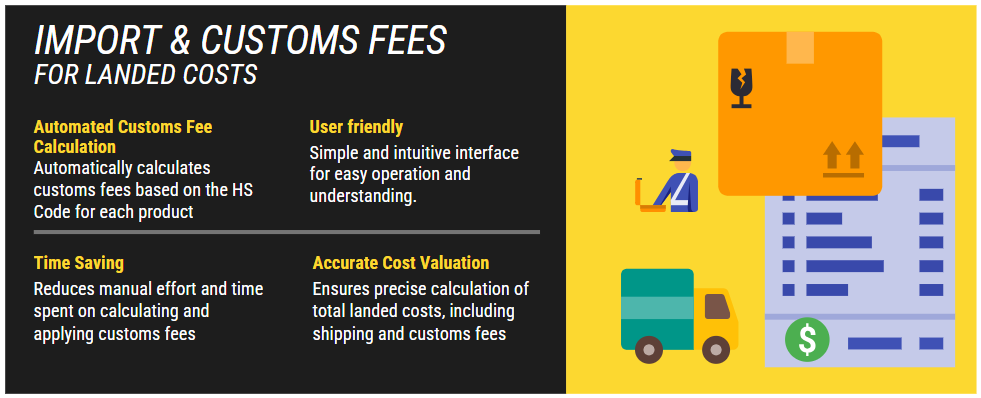 IMPORT & CUSTOMS FEES
FOR LANDED COSTS
Automated Customs Fee
Calculation
Automatically calculates
customs fees based on the HS
Code for each product
User friendly
Simple and intuitive interface
for easy operation and
understanding.
Time Saving
Reduces manual effort and time
spent on calculating and
applying customs fees
Accurate Cost Valuation
Ensures precise calculation of
total landed costs, including
shipping and customs fees
$